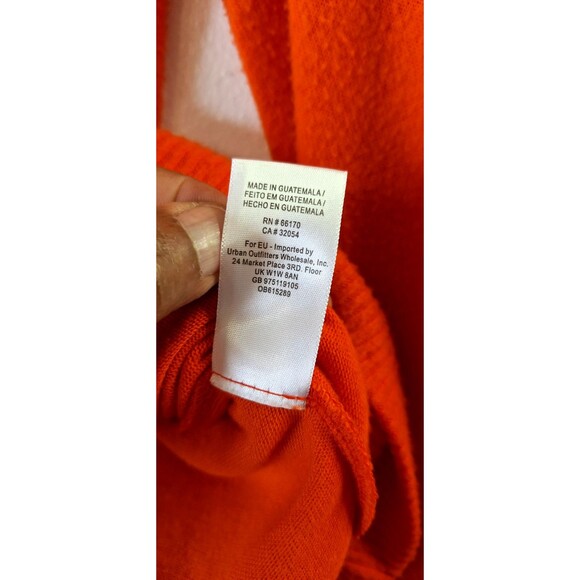 MADE IN GUATEMALA /
FEITO EM GUATEMALA /
HECHO EN GUATEMALA
RN # 66170
CA # 32054
For EU - Imported by
Urban Outfitters Wholesale, Inc.
24 Market Place 3RD. Floor
UK W1W 8AN
GB 975119105
OB615289